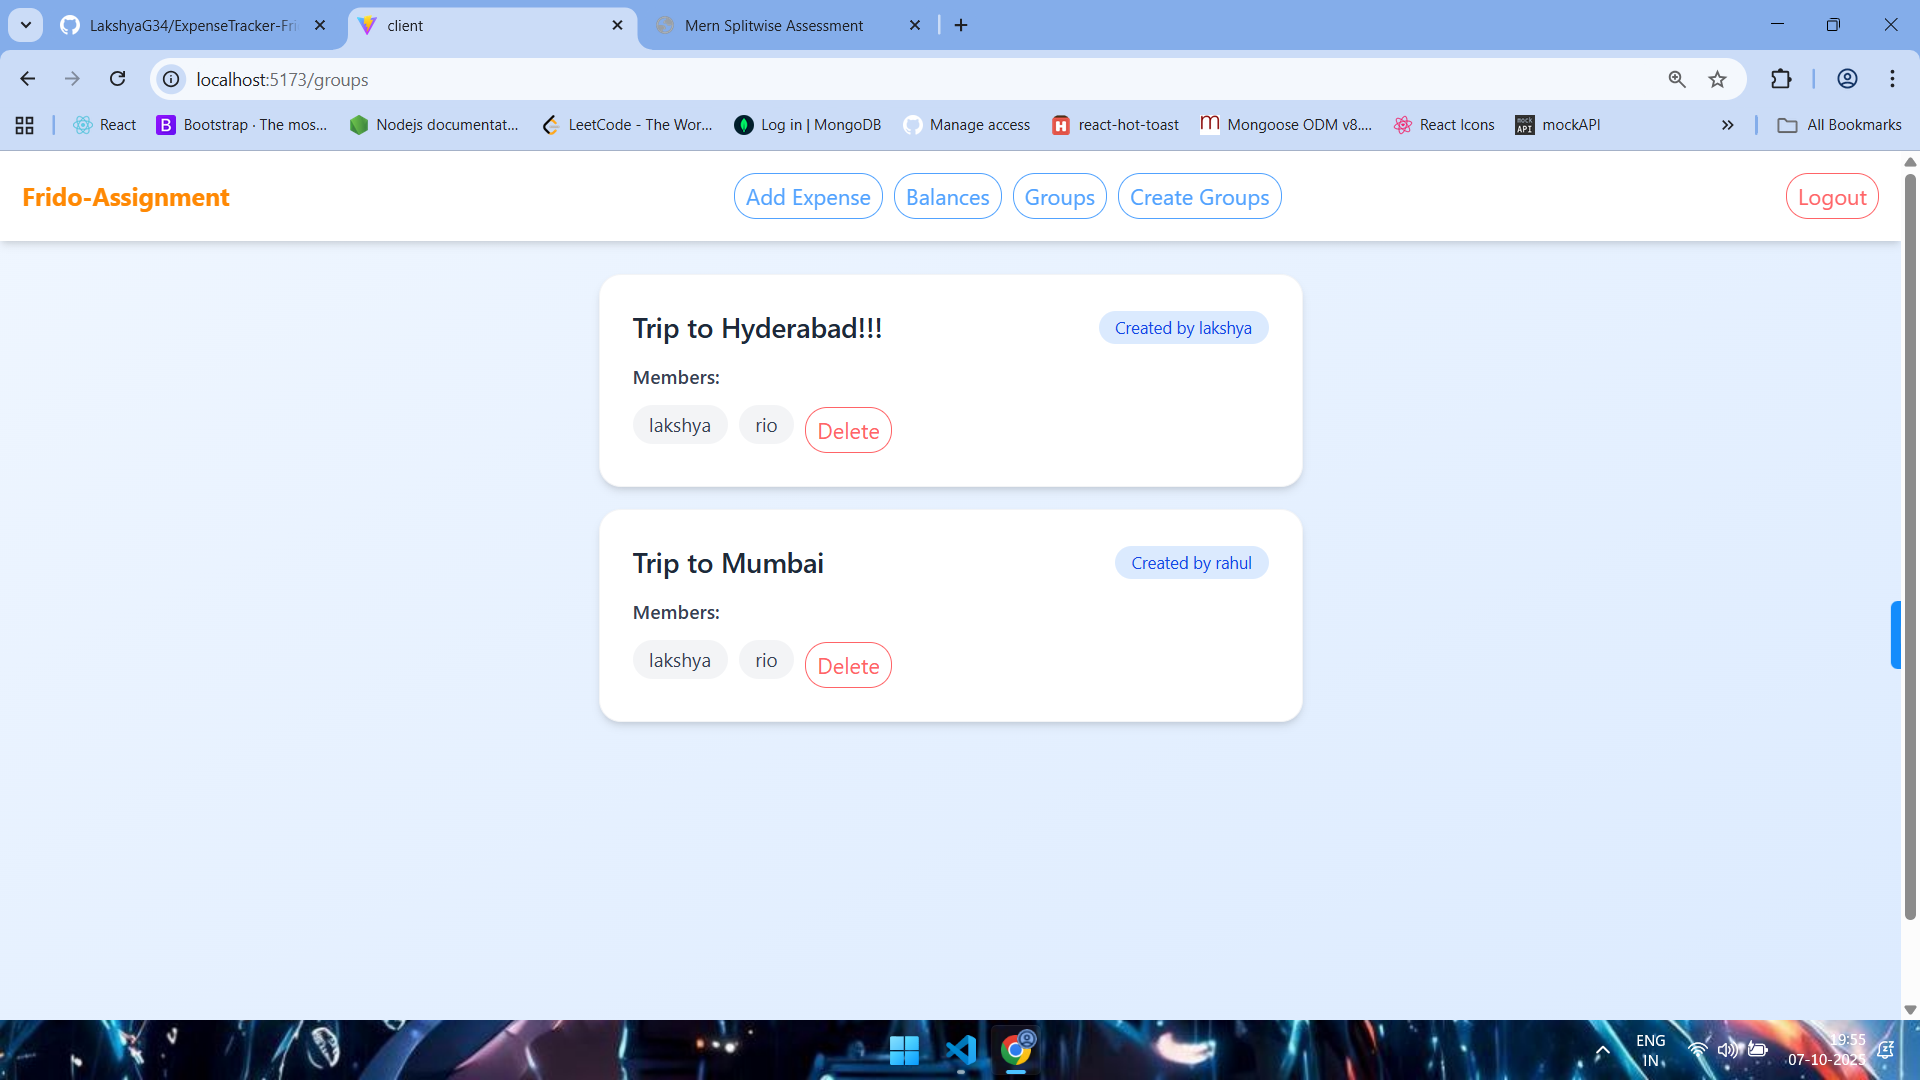 LakshyaG34/ExpenseTracker-Fri
client
Mern Splitwise Assessment
localhost:5173/groups
React
Bootstrap · The mos...
Nodejs documentat...
LeetCode - The Wor...
Log in | MongoDB
Manage access
react-hot-toast
Mongoose ODM v8....
React Icons
mock API
mockAPI
All Bookmarks
Frido-Assignment
Add Expense
Balances
Groups
Create Groups
Logout
Trip to Hyderabad!!!
Created by lakshya
Members:
lakshya
rio
Delete
Trip to Mumbai
Created by rahul
Members:
lakshya
rio
Delete
ENG
IN
19:55
07-10-2025